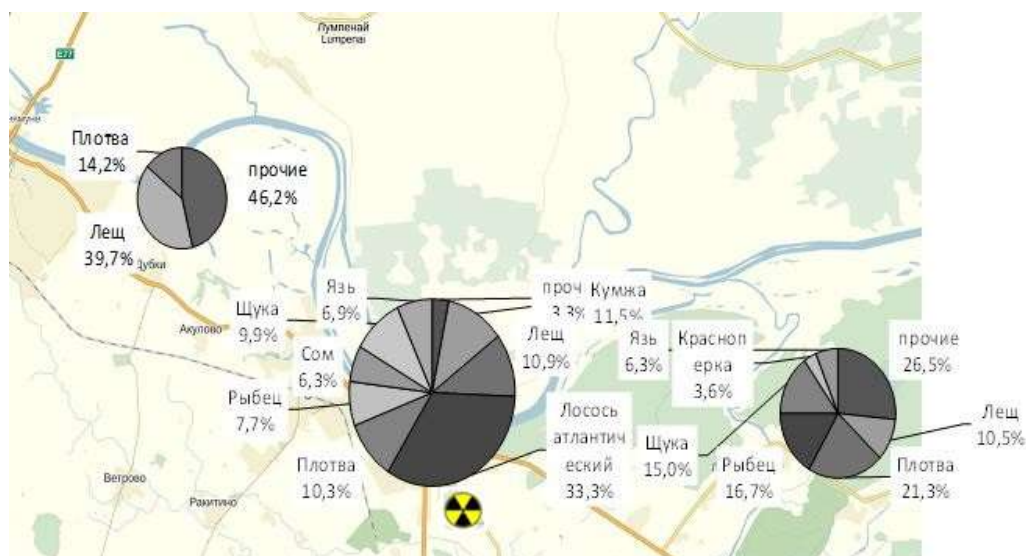 Лумпенай
Lumpenai
E77
Плотва
14,2%
прочие
46,2%
Лещ
39,7%
Акулово
Язь
6,9%
Щука
9,9%
Сом
6,3%
Рыбец
7,7%
Плотва
10,3%
проч
3,3%
Кумжа
11,5%
Лещ
10,9%
Лосось
атлантич
еский
33,3%
Язь
6,3%
Красноп
ерка
3,6%
прочие
26,5%
Щука
15,0%
Рыбец
16,7%
Лещ
10,5%
Плотва
21,3%
Ветрово
Ракитино